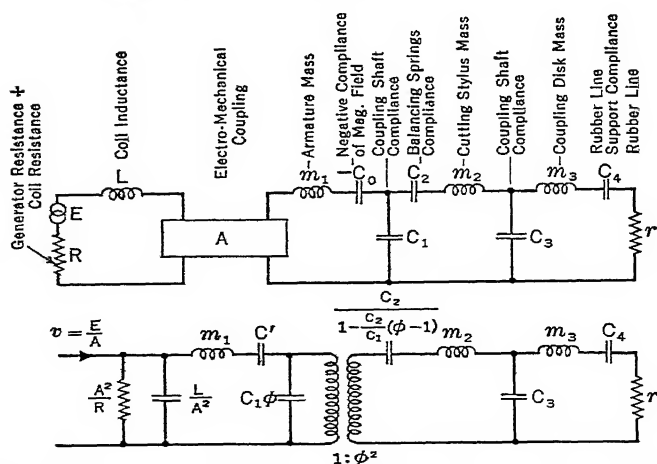 Generator Resistance +
Coil Resistance
Coil Inductance
Electro-Mechanical
Coupling
Armature Mass
Negative Compliance
of Mag. Field
Coupling Shaft
Compliance
Balancing Springs
Compliance
Cutting Stylus Mass
Coupling Shaft
Compliance
Coupling Disk Mass
Rubber Line
Support Compliance
Rubber Line
L
E
R
A
m₁
-C₀
C₁
C₂
m₂
C₃
m₃
C₄
r
v = E/A
A²/R
L/A²
m₁
C'
C₁ϕ
1:ϕ²
C₂/(1-C₂/C₁(ϕ-1))
m₂
C₃
m₃
C₄
r